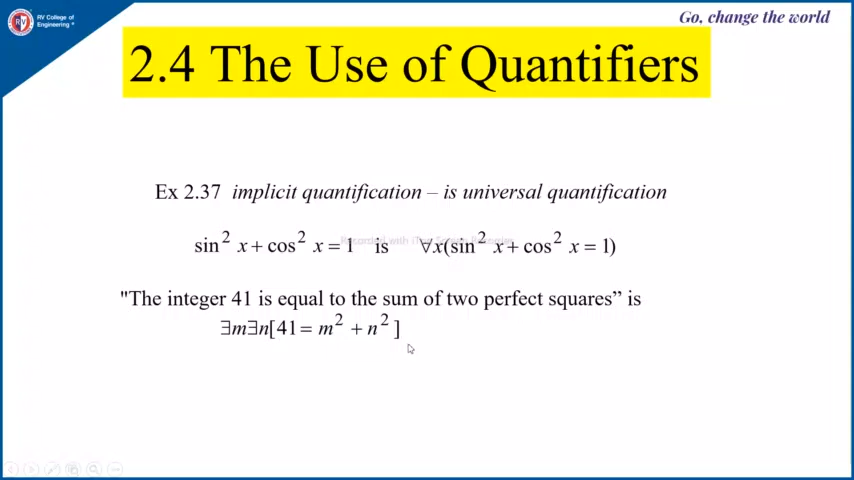 RV College of
Engineering
Go, change the world
2.4 The Use of Quantifiers
Ex 2.37 implicit quantification – is universal quantification
sin² x + cos² x = 1 is ∀x(sin² x + cos² x = 1)
"The integer 41 is equal to the sum of two perfect squares” is
∃m∃n[41 = m² + n²]